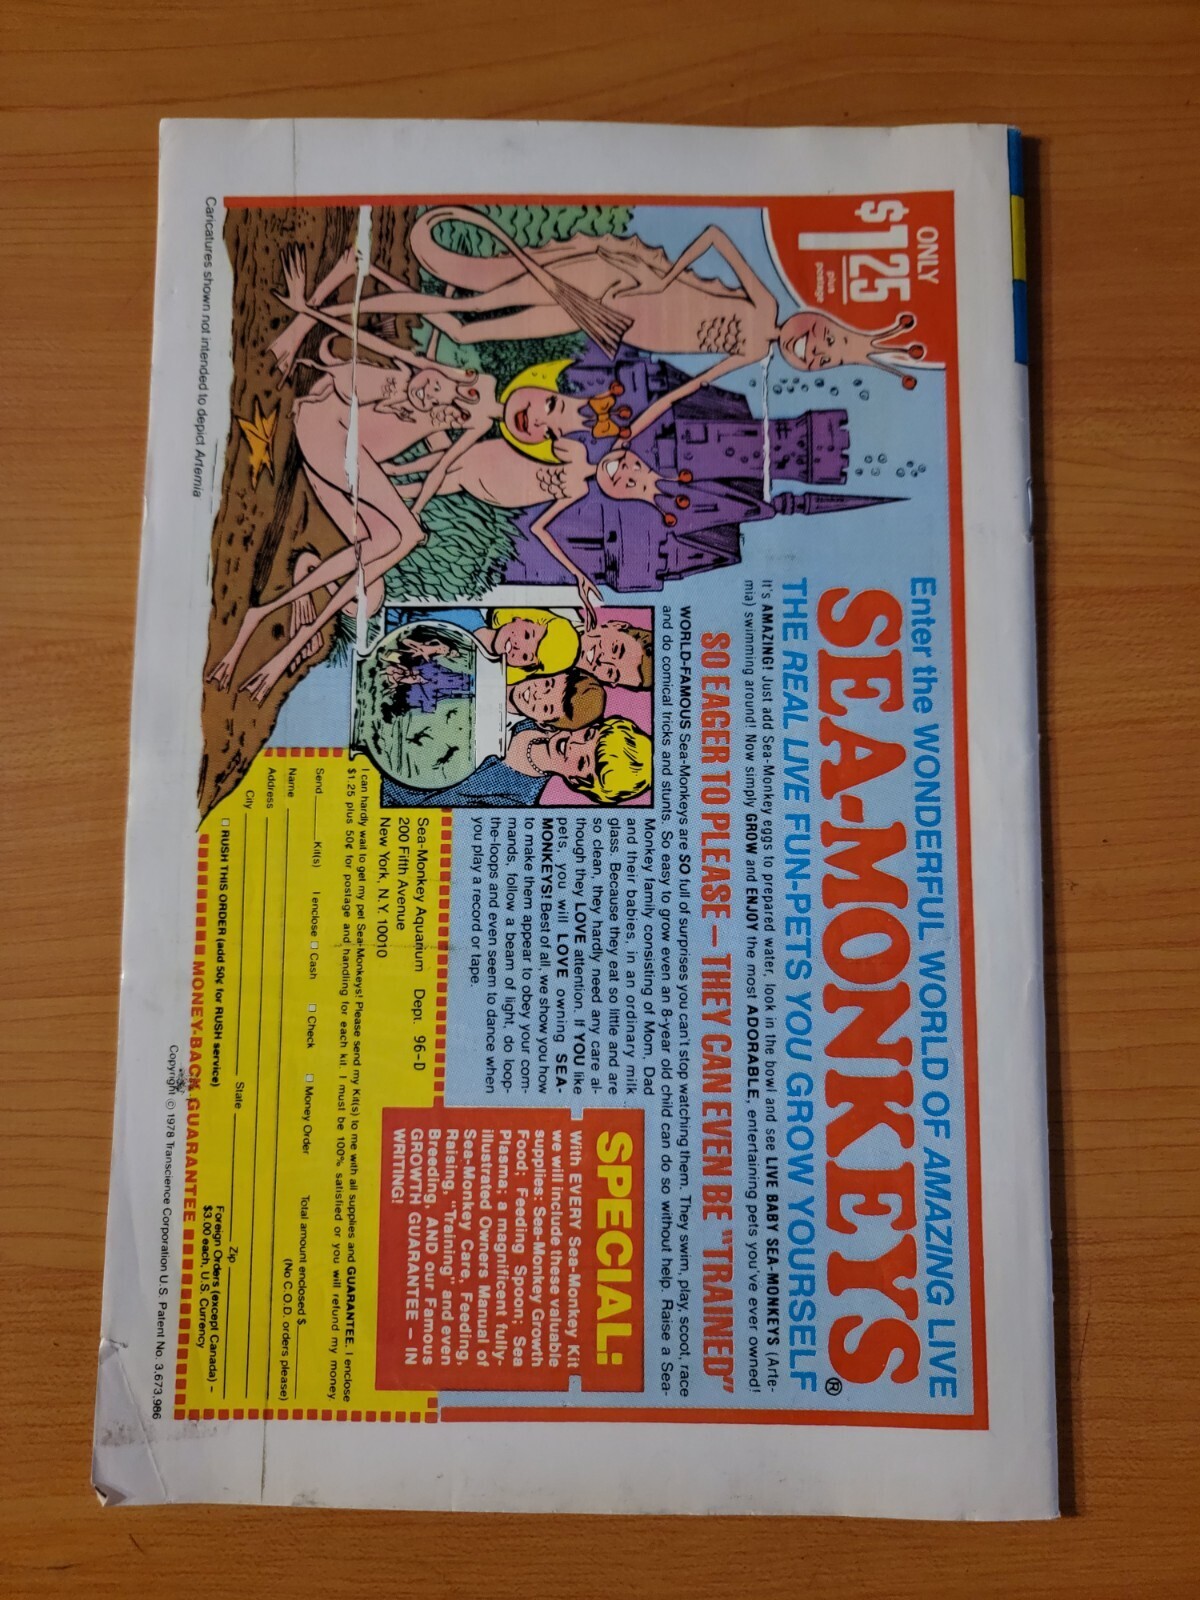 ONLY
$1.25
plus
postage
Enter the WONDERFUL WORLD OF AMAZING LIVE
SEA-MONKEYS®
THE REAL LIVE FUN-PETS YOU GROW YOURSELF
It's AMAZING! Just add Sea-Monkey eggs to prepared water, look in the bowl and see LIVE BABY SEA-MONKEYS (Arte-
mia) swimming around! Now simply GROW and ENJOY the most ADORABLE, entertaining pets you've ever owned!
SO EAGER TO PLEASE — THEY CAN EVEN BE "TRAINED"
WORLD-FAMOUS Sea-Monkeys are SO full of surprises you can't stop watching them. They swim, play, scoot, race
and do comical tricks and stunts. So easy to grow even an 8-year old child can do so without help. Raise a Sea-
Monkey family consisting of Mom, Dad
and their babies, in an ordinary milk
glass. Because they eat so little and are
so clean, they hardly need any care al-
though they LOVE attention. If YOU like
pets, you will LOVE owning SEA-
MONKEYS! Best of all, we show you how
to make them appear to obey your com-
mands, follow a beam of light, do loop-
the-loops and even seem to dance when
you play a record or tape.
SPECIAL:
With EVERY Sea-Monkey Kit
we will include these valuable
supplies: Sea-Monkey Growth
Food; Feeding Spoon; Sea
Plasma; a magnificent fully-
illustrated Owners Manual of
Sea-Monkey Care, Feeding,
Raising, "Training" and even
Breeding, AND our Famous
GROWTH GUARANTEE — IN
WRITING!
Sea-Monkey Aquarium Dept. 96-D
200 Fifth Avenue
New York, N.Y. 10010
I can hardly wait to get my pet Sea-Monkeys! Please send my Kit(s) to me with all supplies and GUARANTEE. I enclose
$1.25 plus 50¢ for postage and handling for each kit. I must be 100% satisfied or you will refund my money.
Send Kit(s) I enclose □ Cash □ Check □ Money Order Total amount enclosed $
(No C.O.D. orders please)
Name
Address
City State Zip
□ RUSH THIS ORDER (add 50¢ for RUSH service)
Foreign Orders (except Canada) –
$3.00 each, U.S. Currency
MONEY-BACK GUARANTEE
Caricatures shown not intended to depict Artemia
Copyright © 1978 Transcience Corporation U.S. Patent No. 3,673,986